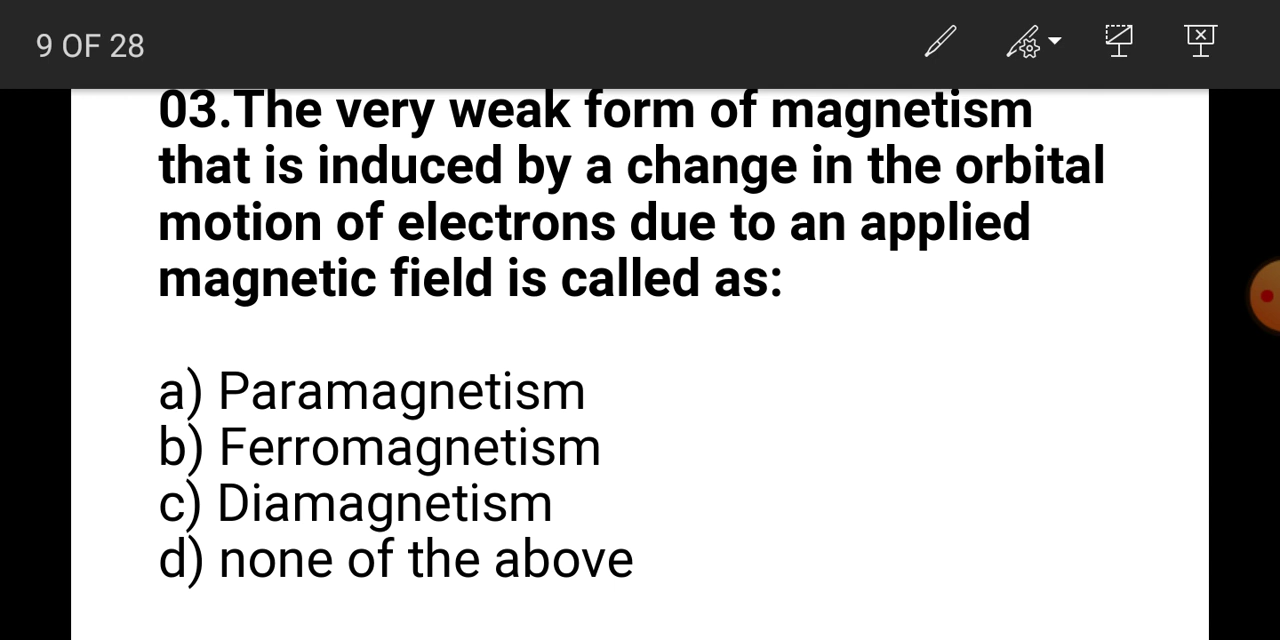 9 OF 28
03.The very weak form of magnetism
that is induced by a change in the orbital
motion of electrons due to an applied
magnetic field is called as:
a) Paramagnetism
b) Ferromagnetism
c) Diamagnetism
d) none of the above